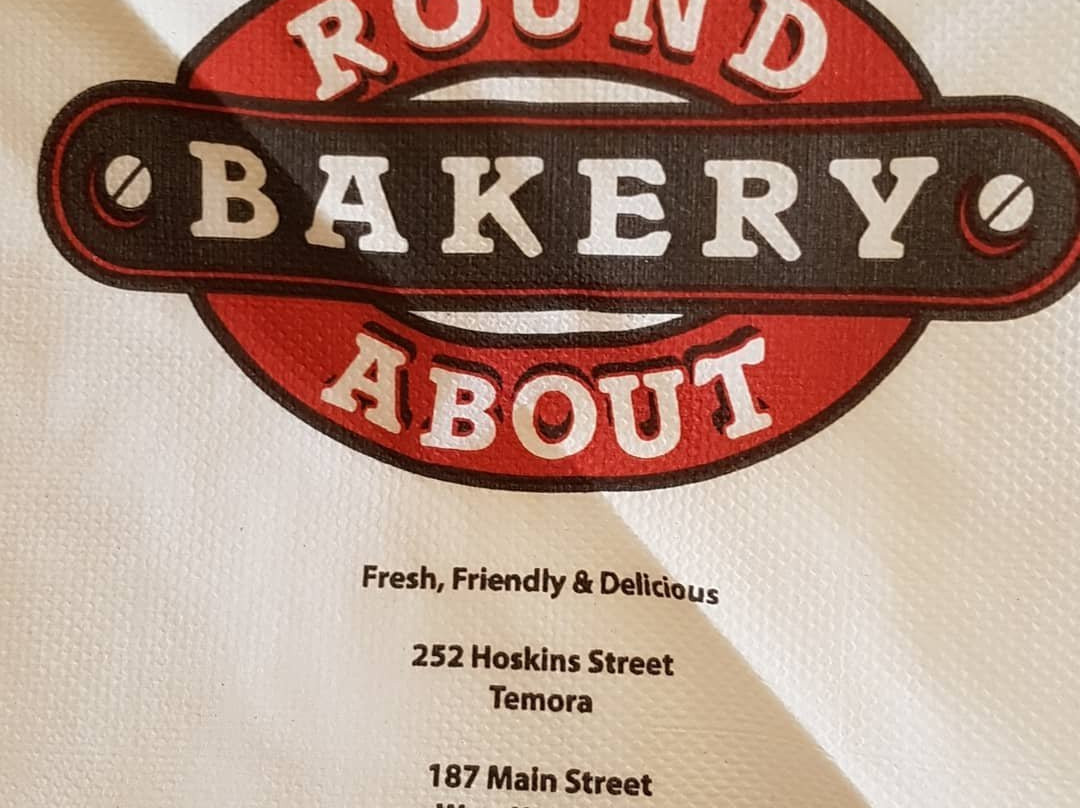 ROUND
BAKERY
ABOUT
Fresh, Friendly & Delicious
252 Hoskins Street
Temora
187 Main Street